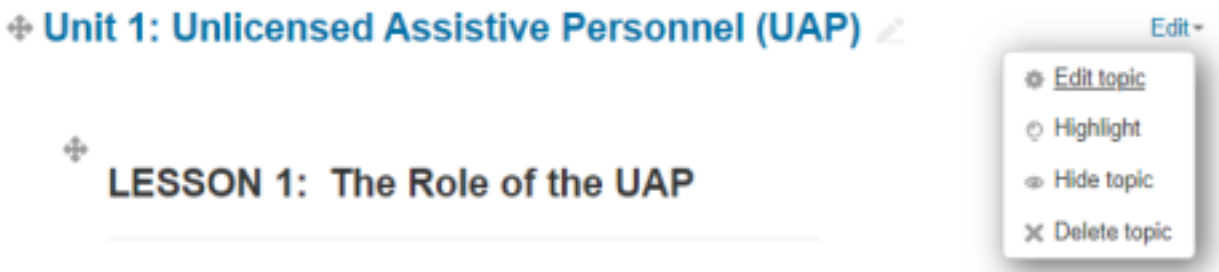 Unit 1: Unlicensed Assistive Personnel (UAP)
Edit
Edit topic
Highlight
LESSON 1: The Role of the UAP
Hide topic
Delete topic